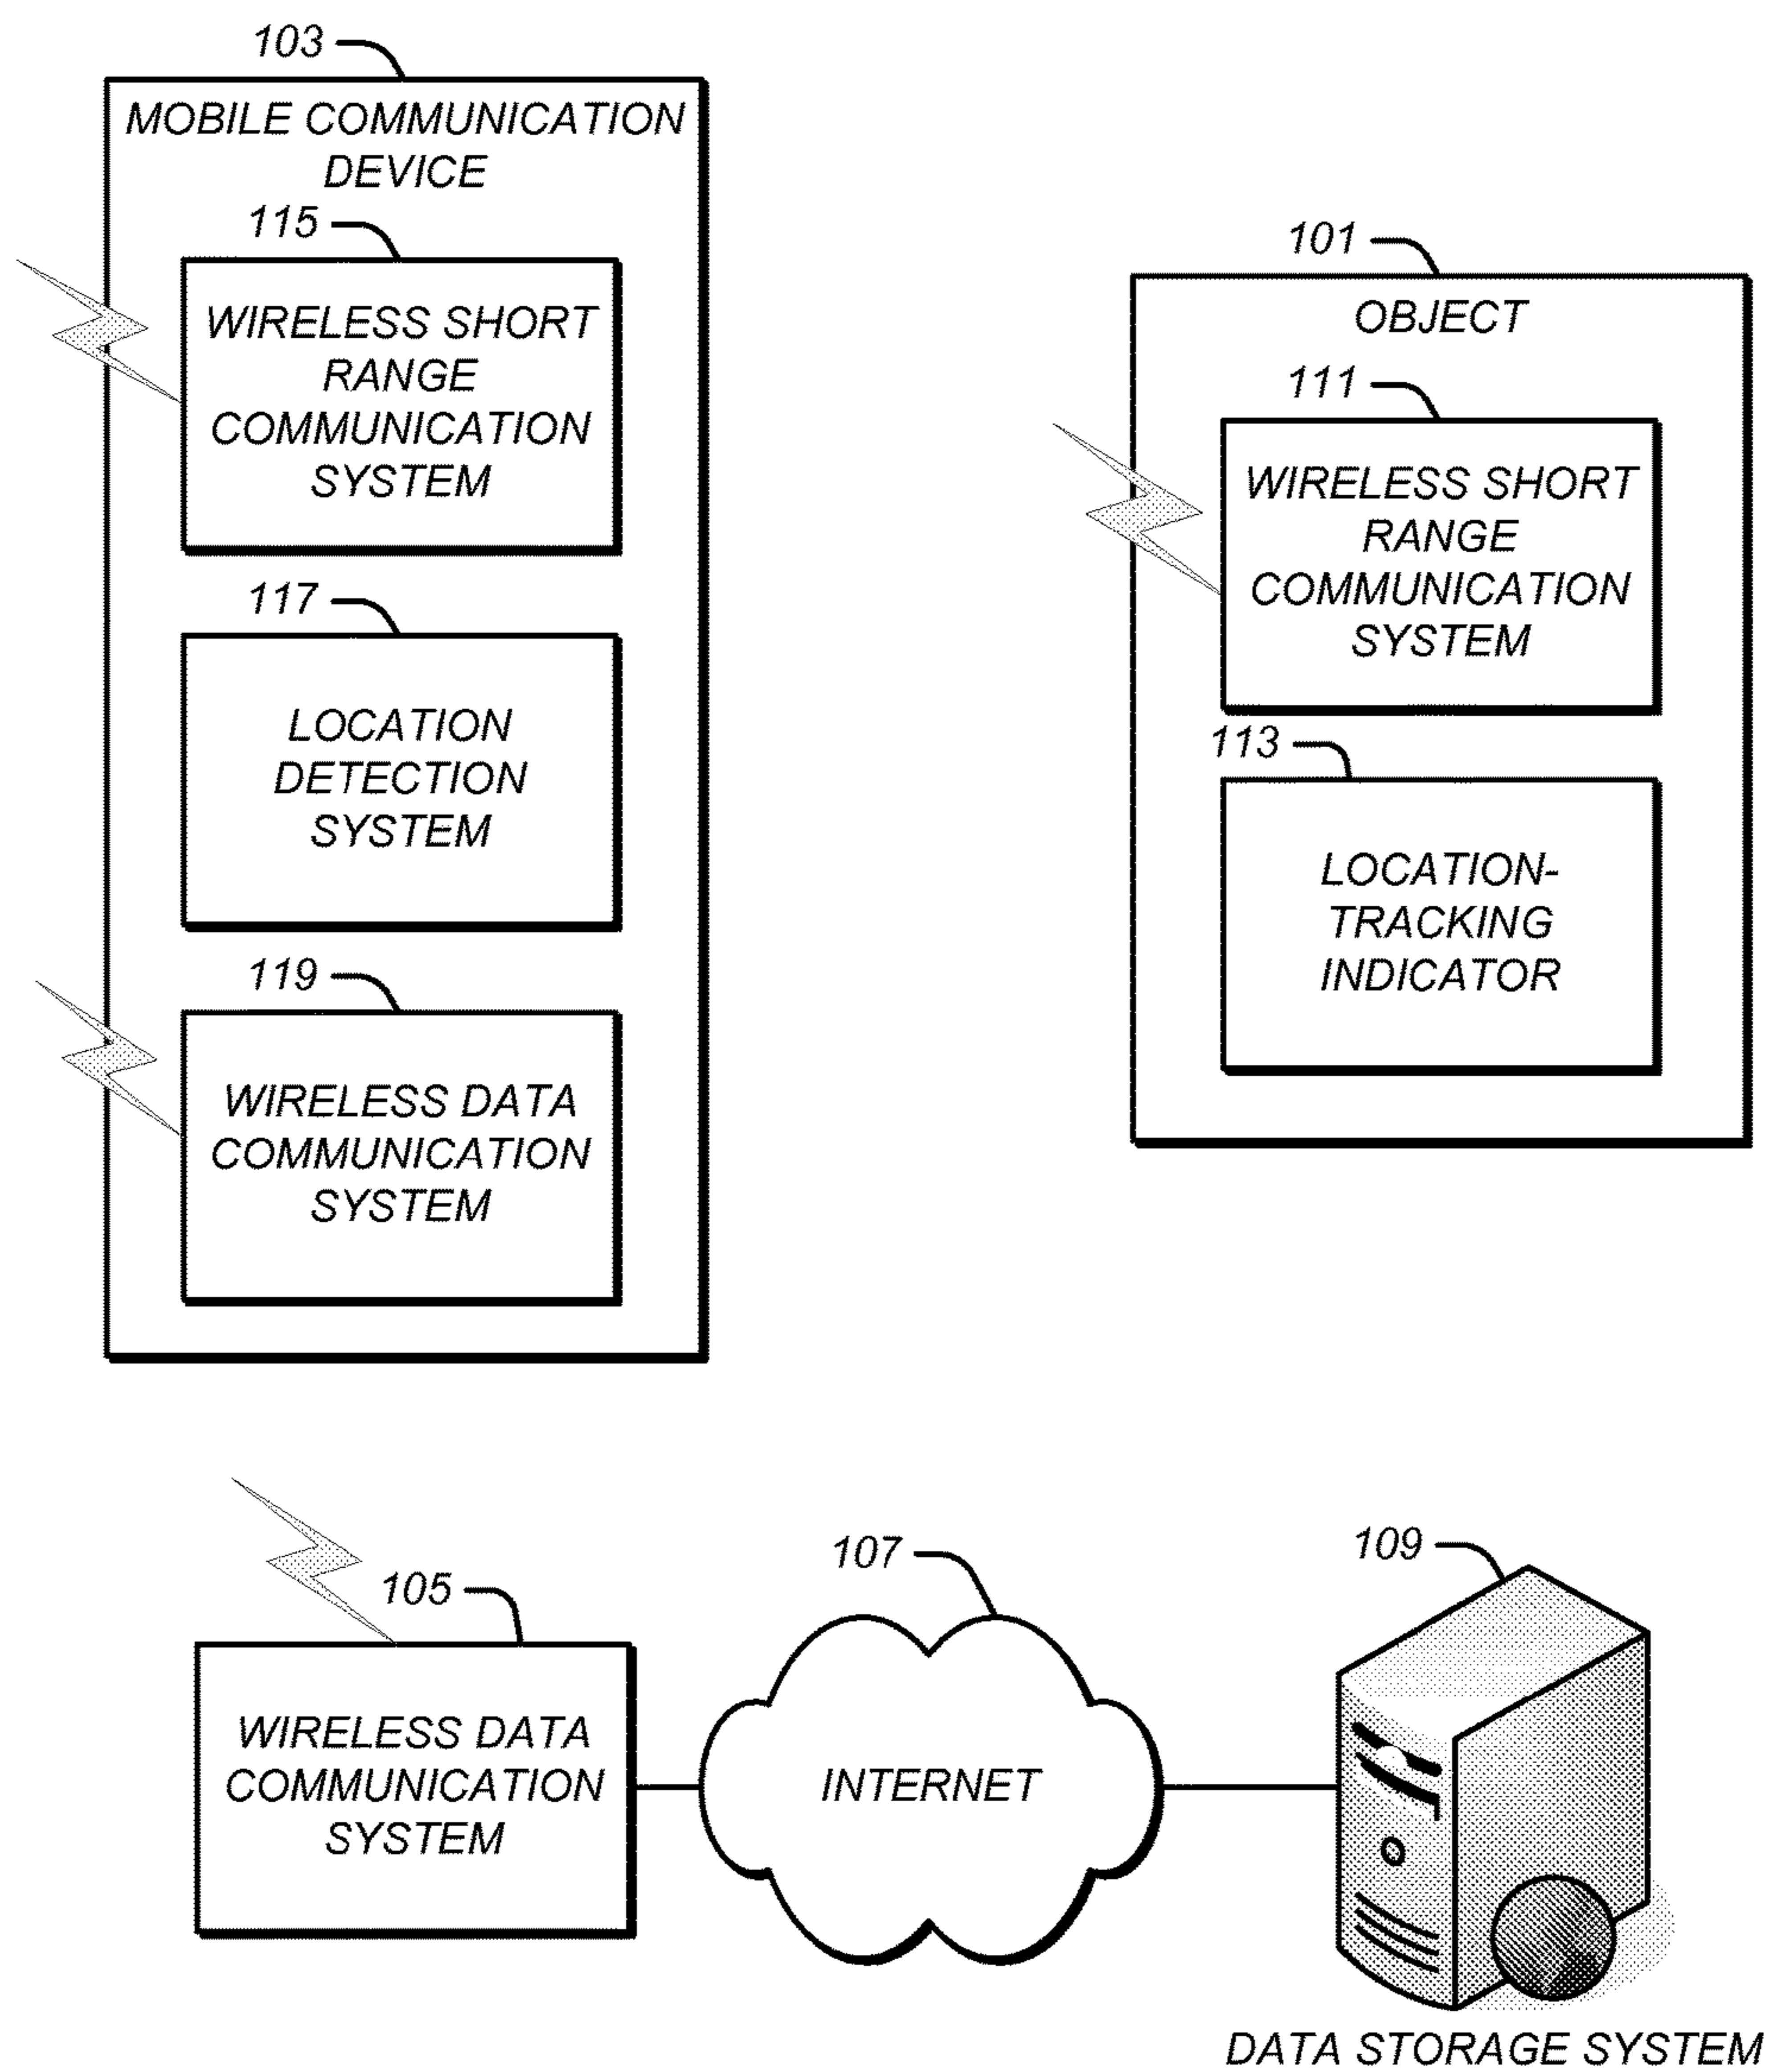 103
MOBILE COMMUNICATION
DEVICE
115
WIRELESS SHORT
RANGE
COMMUNICATION
SYSTEM
117
LOCATION
DETECTION
SYSTEM
119
WIRELESS DATA
COMMUNICATION
SYSTEM
101
OBJECT
111
WIRELESS SHORT
RANGE
COMMUNICATION
SYSTEM
113
LOCATION-
TRACKING
INDICATOR
105
WIRELESS DATA
COMMUNICATION
SYSTEM
107
INTERNET
109
DATA STORAGE SYSTEM